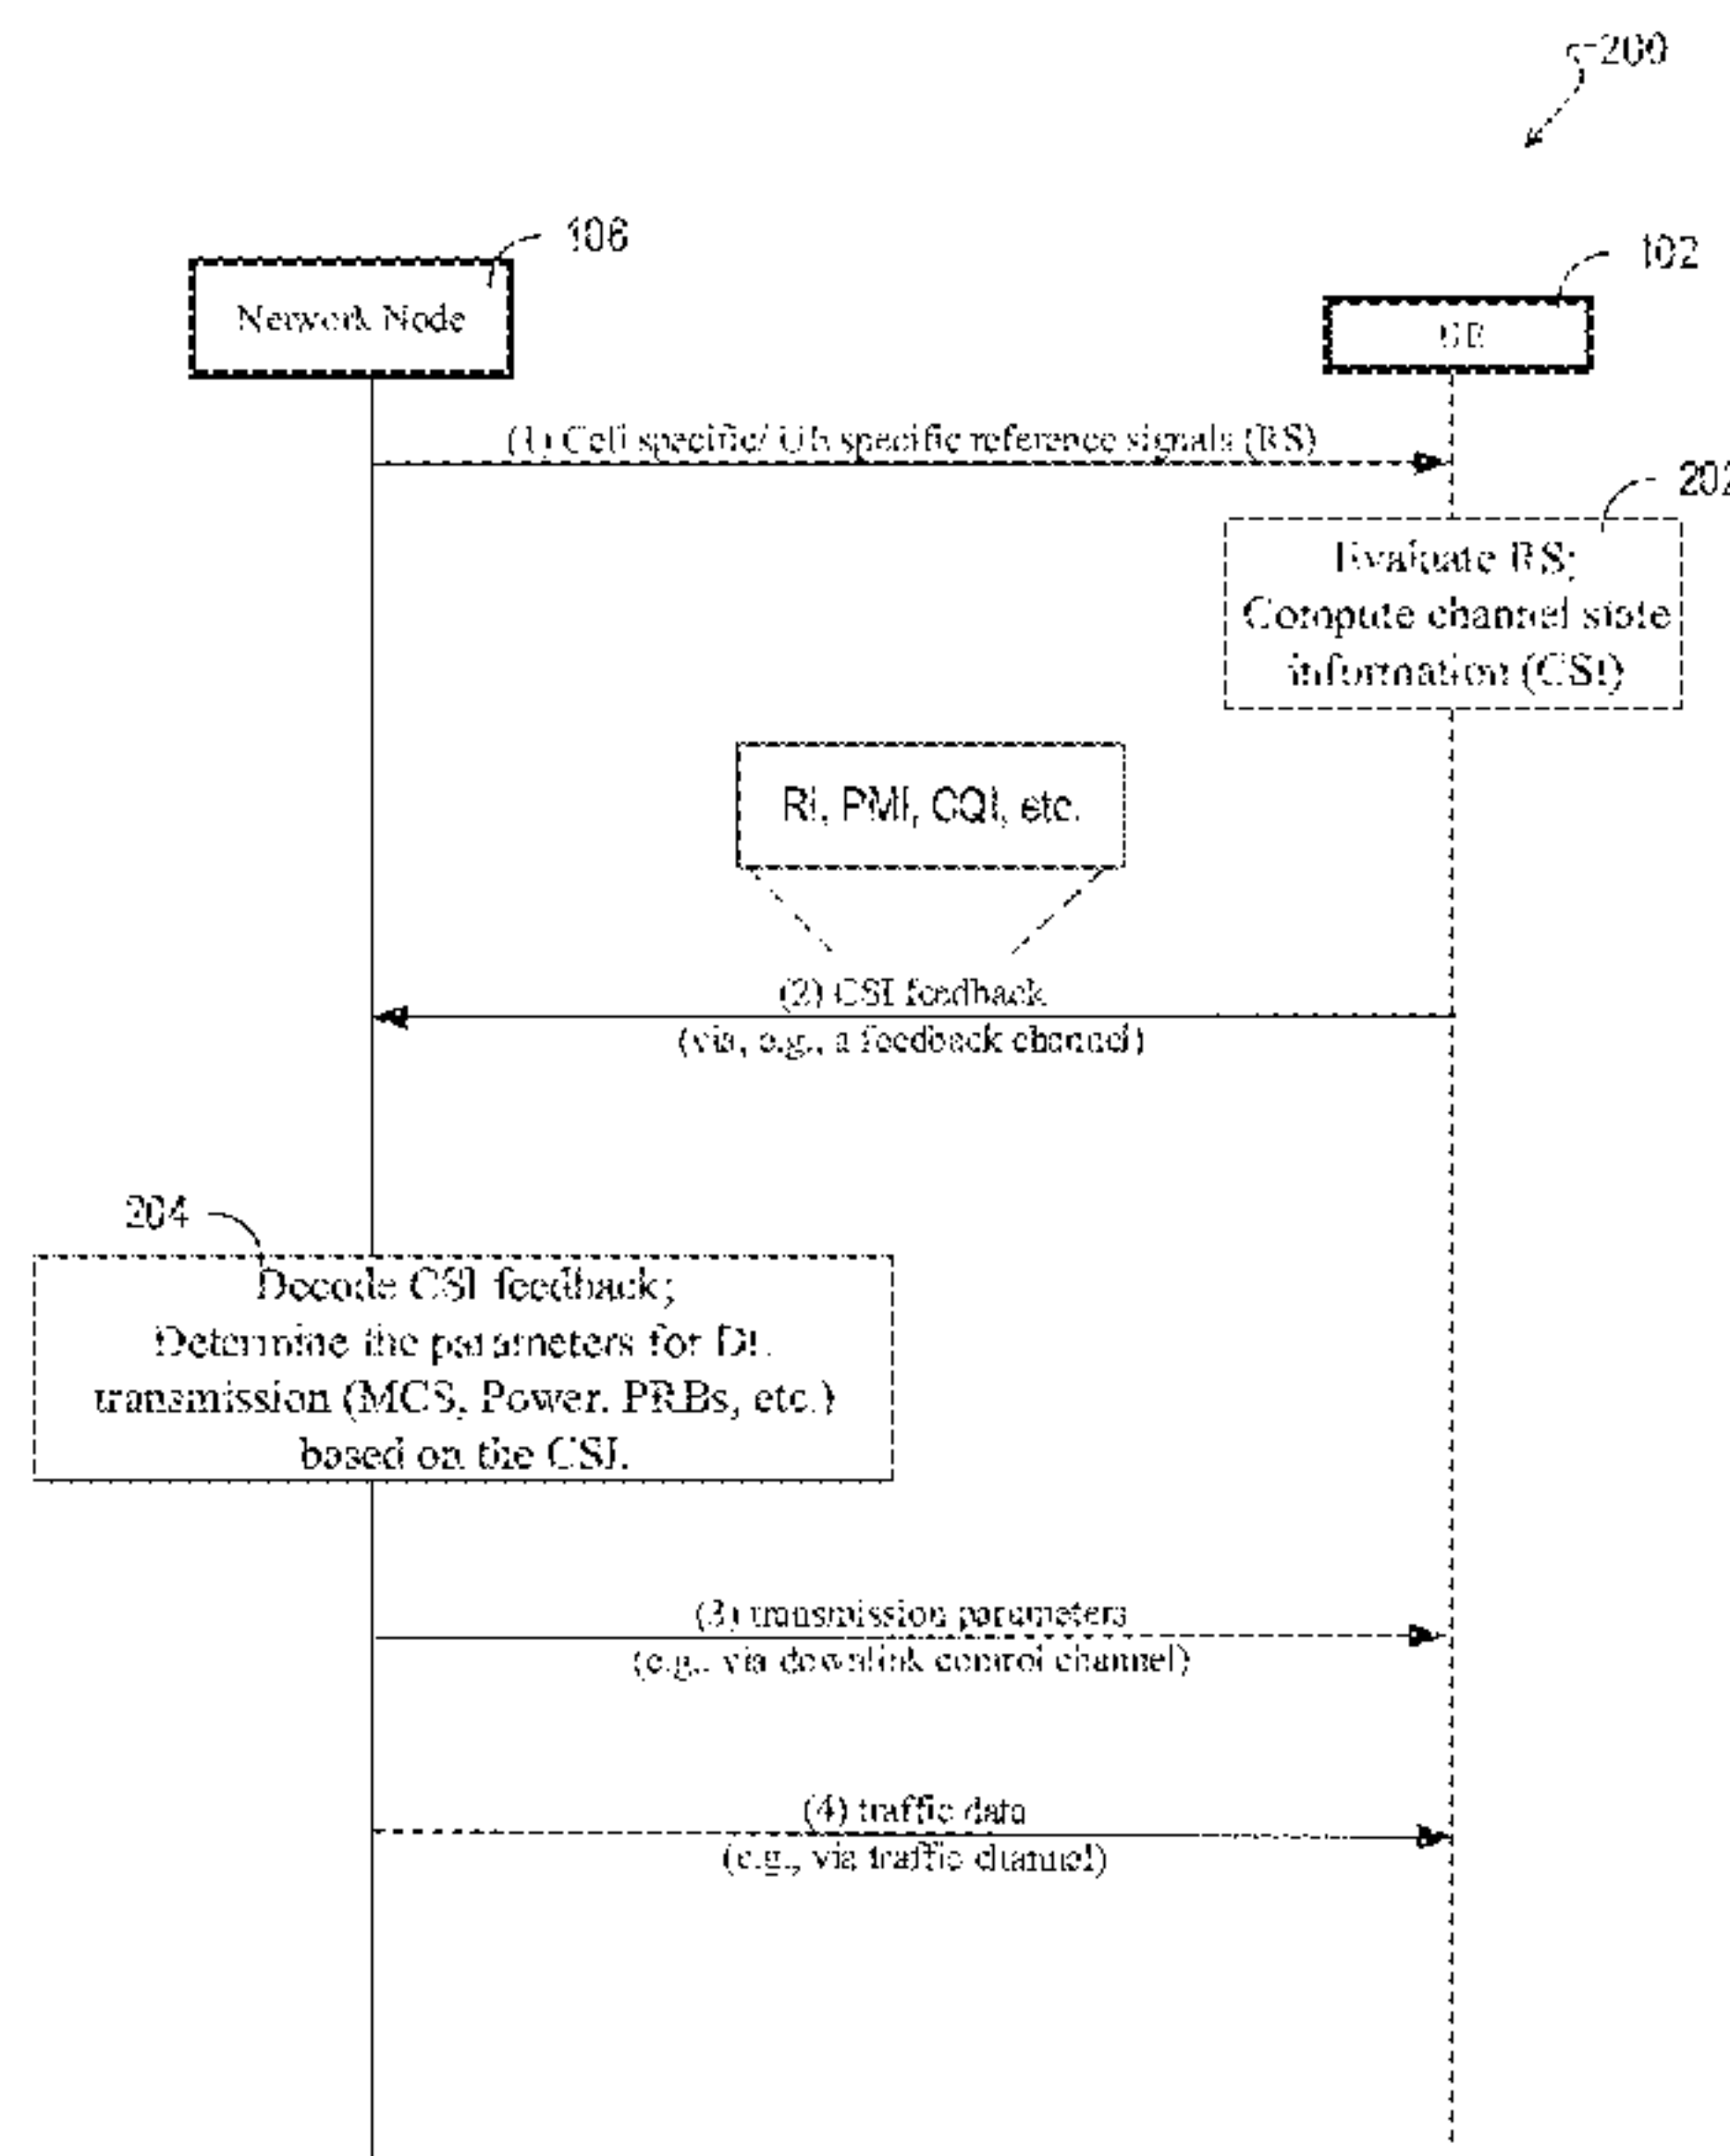 200
106
102
Network Node
UE
(1) Cell specific/ UE specific reference signals (RS)
202
Evaluate RS;
Compute channel state
information (CSI)
RI, PMI, CQI, etc.
(2) CSI feedback
(via, e.g., a feedback channel)
204
Decode CSI feedback;
Determine the parameters for DL
transmission (MCS, Power, PRBs, etc.)
based on the CSI.
(3) transmission parameters
(e.g., via downlink control channel)
(4) traffic data
(e.g., via traffic channel)